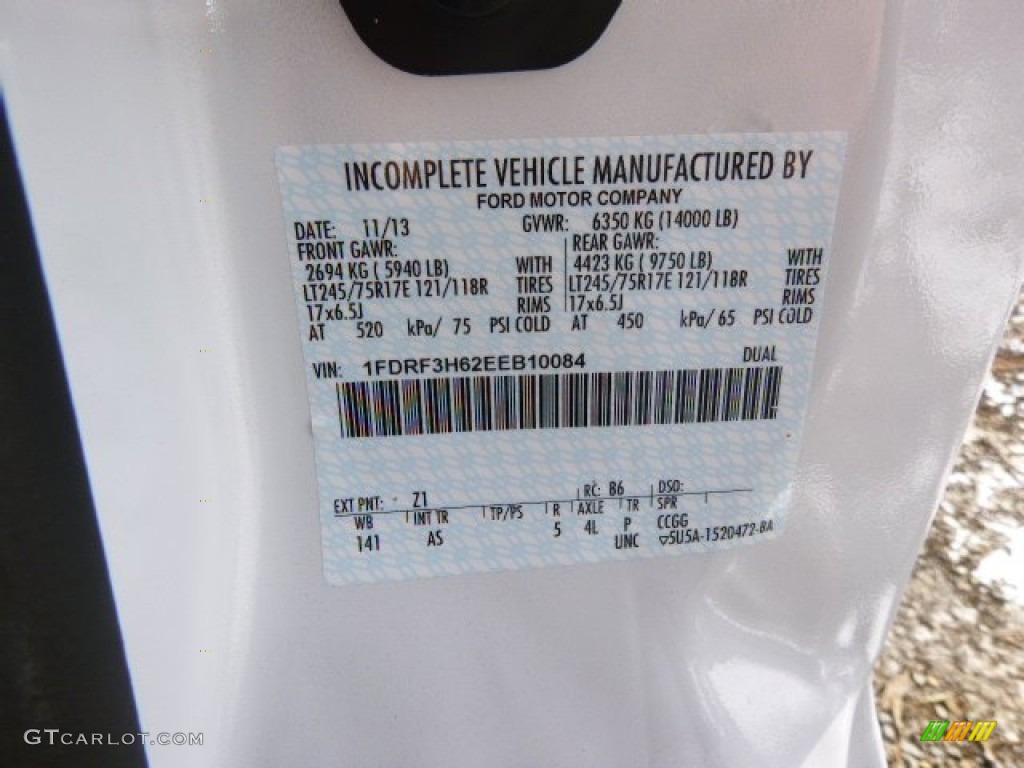 INCOMPLETE VEHICLE MANUFACTURED BY
FORD MOTOR COMPANY
DATE: 11/13 GVWR: 6350 KG (14000 LB)
FRONT GAWR: REAR GAWR:
2694 KG ( 5940 LB) WITH 4423 KG ( 9750 LB) WITH
LT245/75R17E 121/118R TIRES LT245/75R17E 121/118R TIRES
17x6.5J RIMS 17x6.5J RIMS
AT 520 kPa/ 75 PSI COLD AT 450 kPa/ 65 PSI COLD
VIN: 1FDRF3H62EEB10084 DUAL
EXT PNT: Z1 RC: B6 DSO:
WB INT TR TP/PS R AXLE TR SPR
141 AS 5 4L P CCGG
UNC ▽5U5A-1520472-BA
GTCARLOT.COM